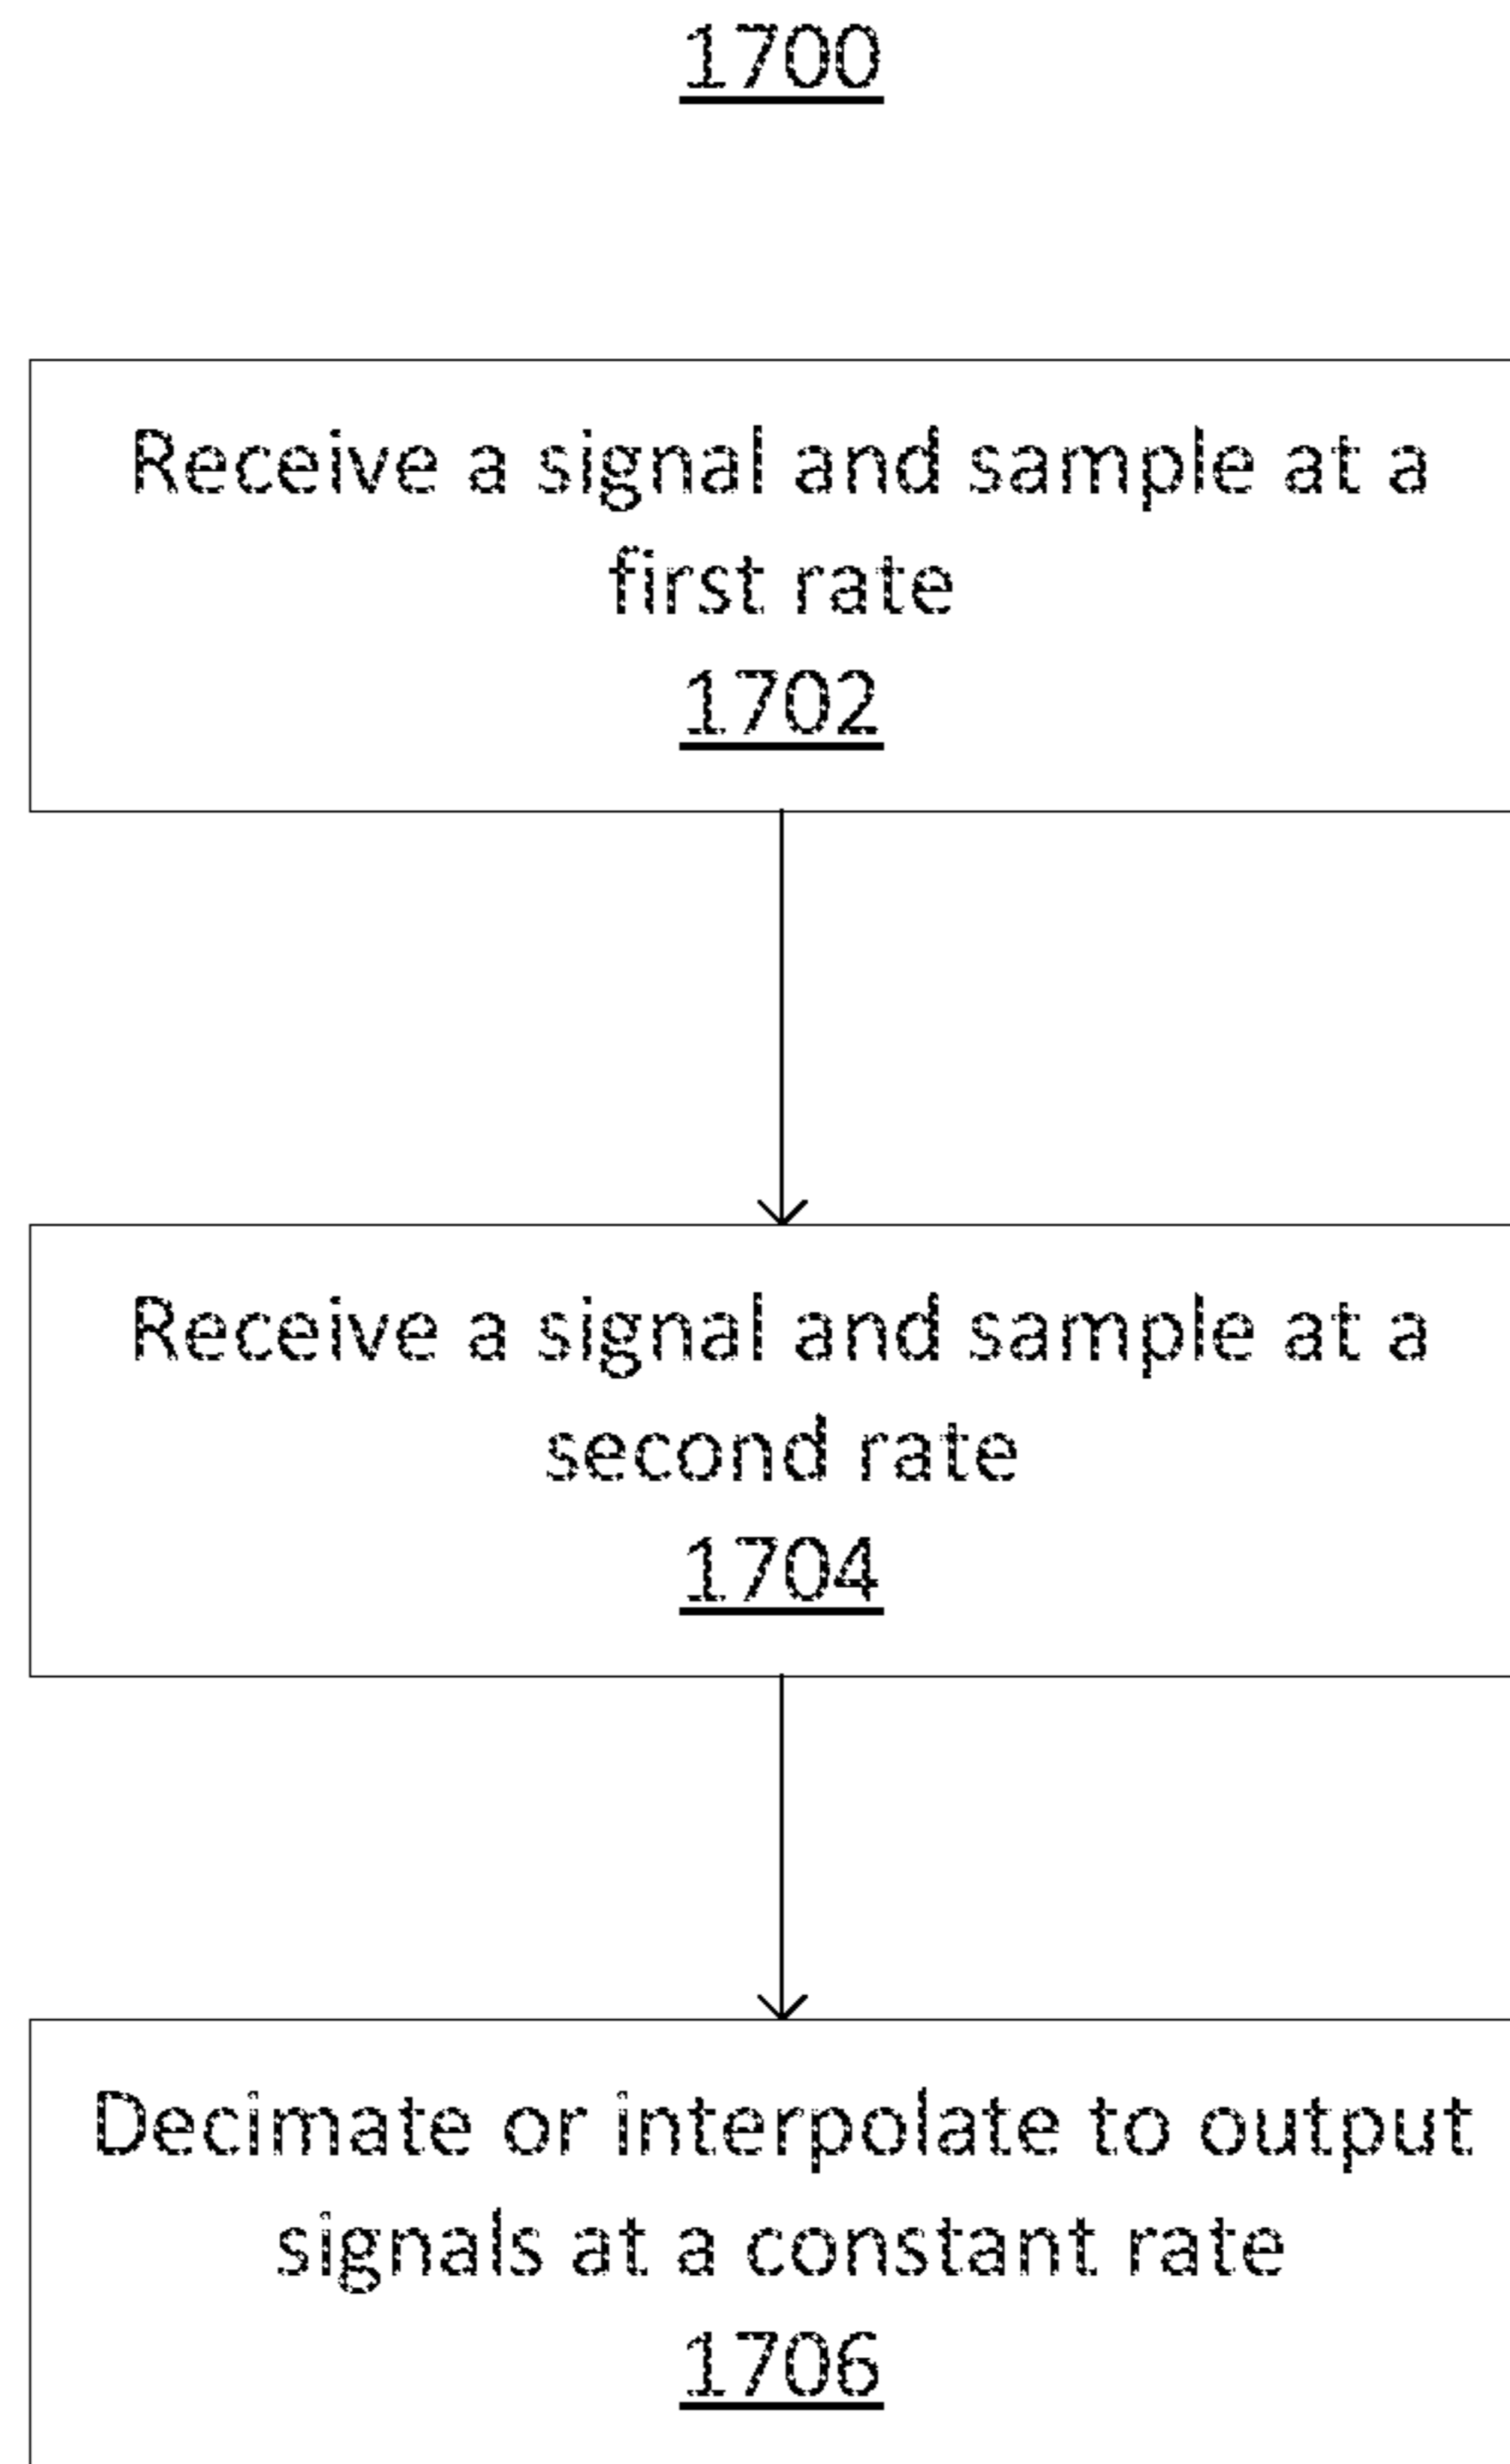 1700
Receive a signal and sample at a
first rate
1702
Receive a signal and sample at a
second rate
1704
Decimate or interpolate to output
signals at a constant rate
1706